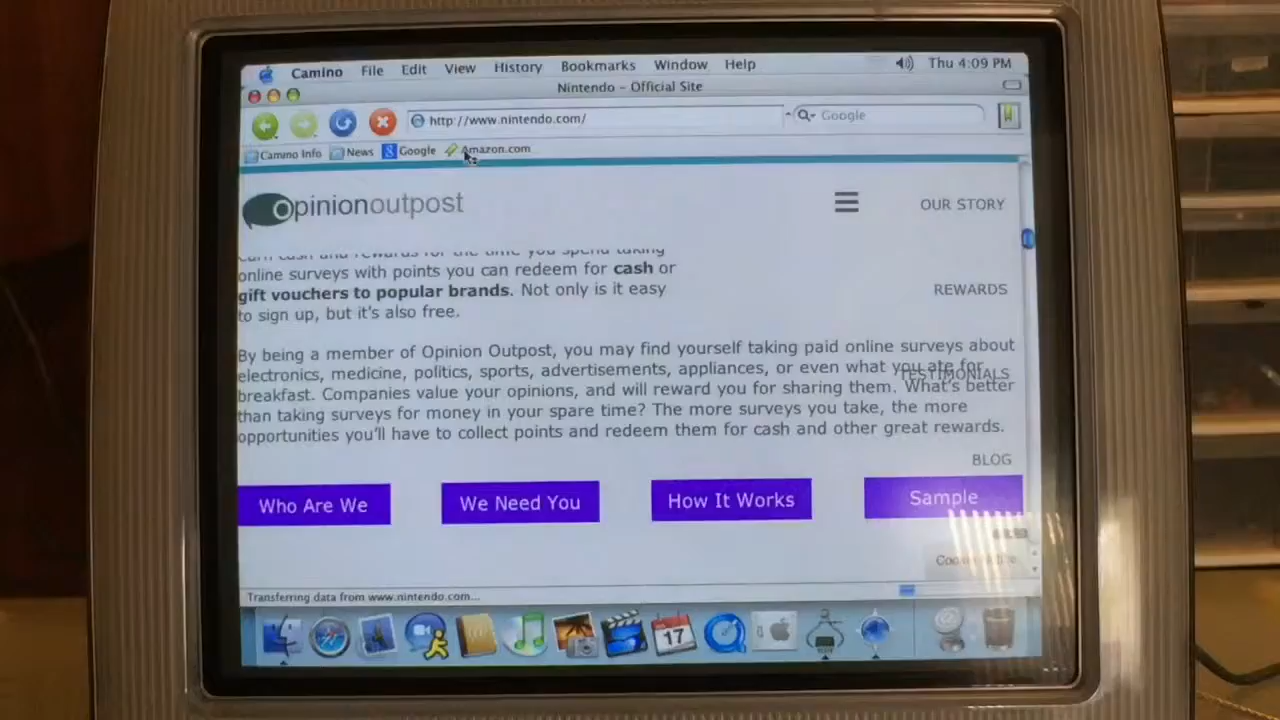 Camino File Edit View History Bookmarks Window Help Thu 4:09 PM
Nintendo – Official Site
http://www.nintendo.com/ Google
Camino Info News Google Amazon.com
Opinionoutpost OUR STORY
Earn cash and rewards for the time you spend taking
online surveys with points you can redeem for cash or
gift vouchers to popular brands. Not only is it easy
to sign up, but it's also free.
REWARDS
By being a member of Opinion Outpost, you may find yourself taking paid online surveys about
electronics, medicine, politics, sports, advertisements, appliances, or even what you ate for
TESTIMONIALS
breakfast. Companies value your opinions, and will reward you for sharing them. What's better
than taking surveys for money in your spare time? The more surveys you take, the more
opportunities you'll have to collect points and redeem them for cash and other great rewards.
BLOG
Who Are We We Need You How It Works Sample
Transferring data from www.nintendo.com...
17